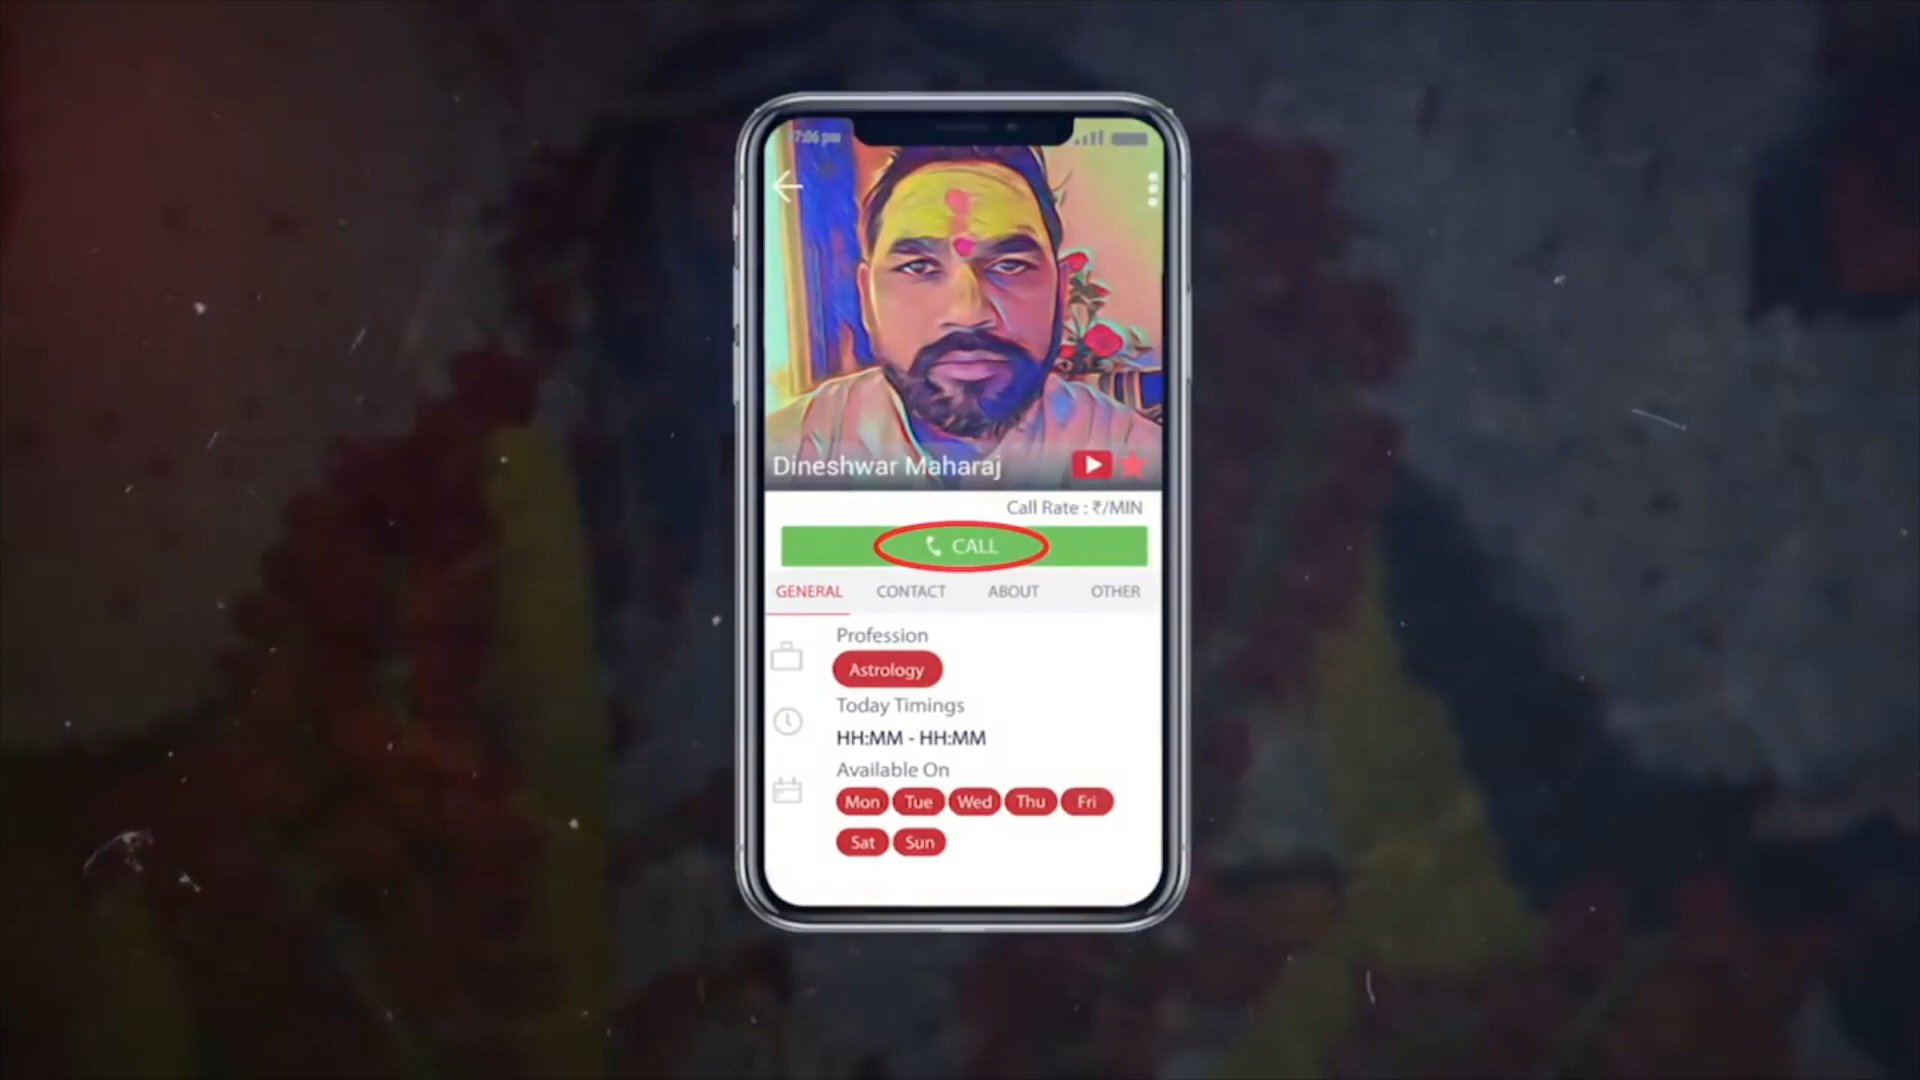 7:06 pm
Dineshwar Maharaj
Call Rate : ₹/MIN
CALL
GENERAL CONTACT ABOUT OTHER
Profession
Astrology
Today Timings
HH:MM - HH:MM
Available On
Mon Tue Wed Thu Fri
Sat Sun